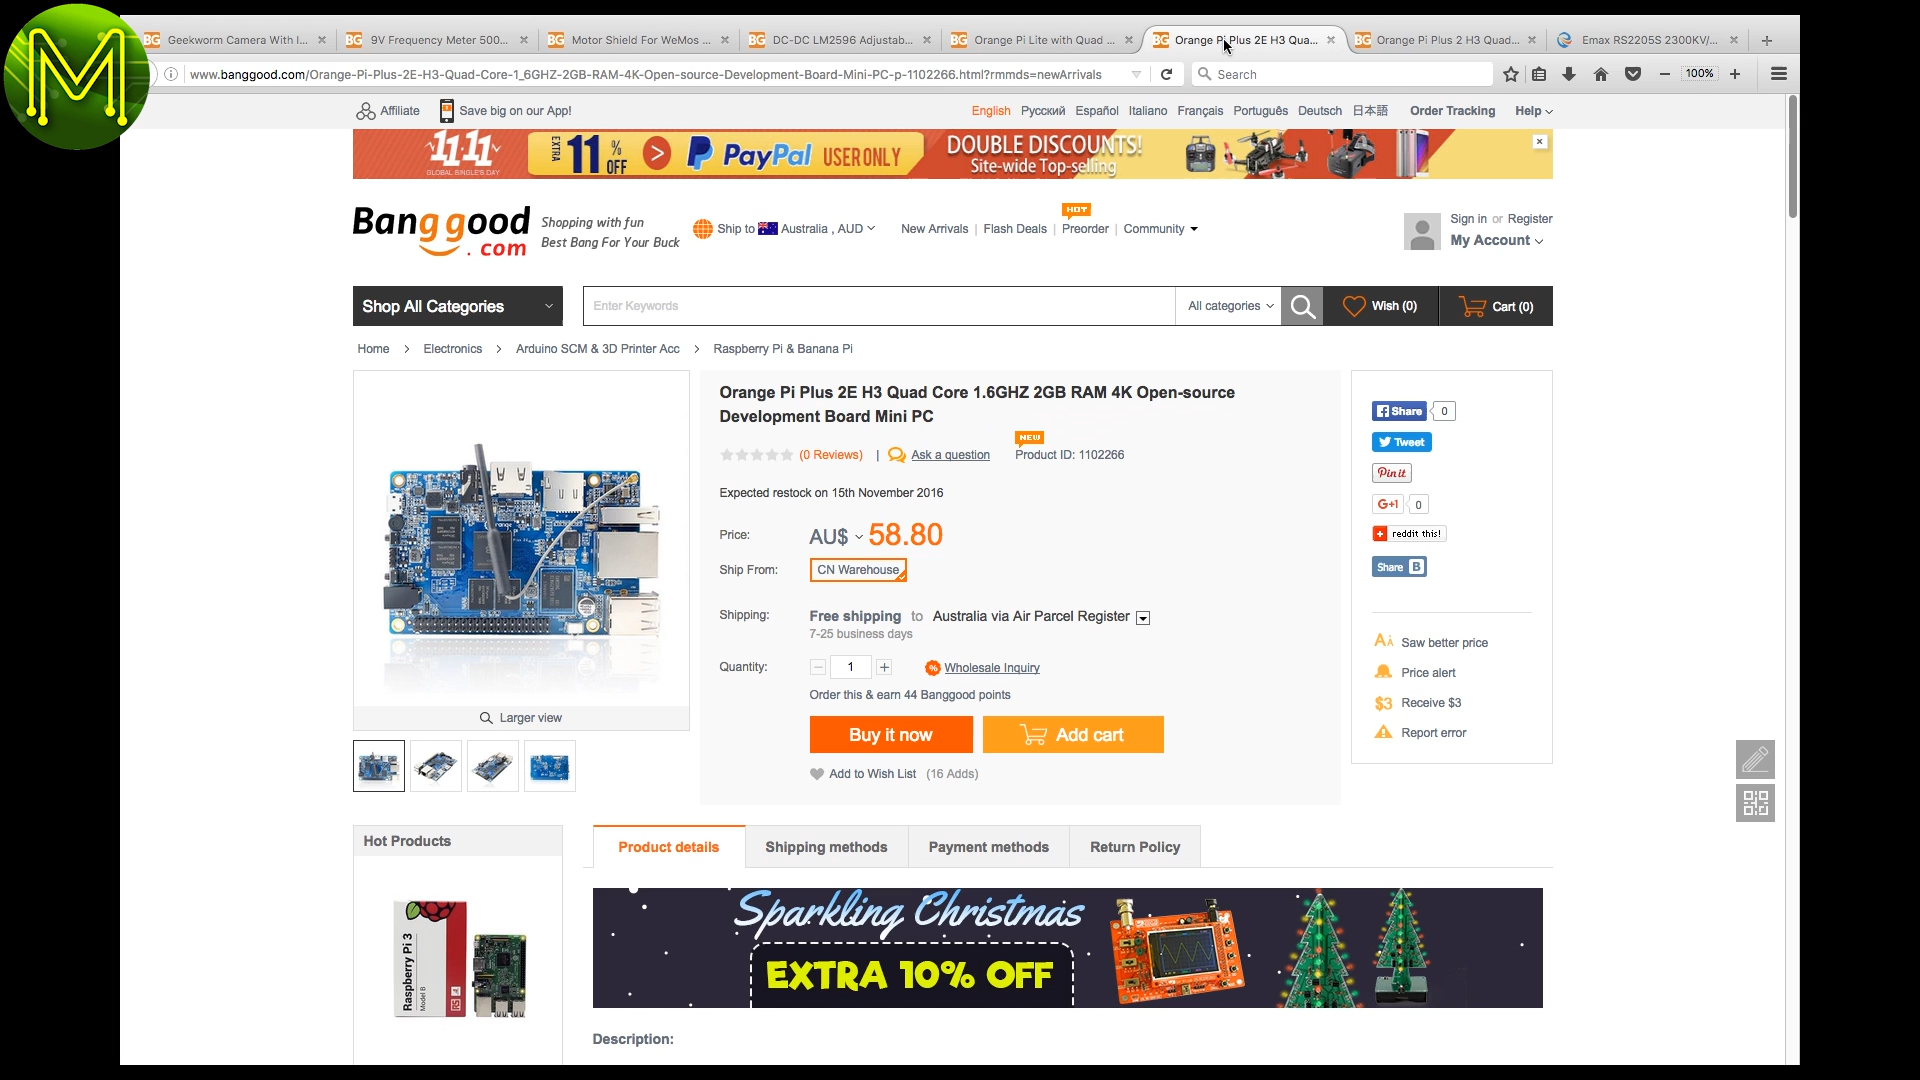 M
Geekworm Camera With I...
9V Frequency Meter 500...
Motor Shield For WeMos ...
DC-DC LM2596 Adjustab...
Orange Pi Lite with Quad ...
Orange Pi Plus 2E H3 Qua...
Orange Pi Plus 2 H3 Quad...
Emax RS2205S 2300KV/...
www.banggood.com/Orange-Pi-Plus-2E-H3-Quad-Core-1_6GHZ-2GB-RAM-4K-Open-source-Development-Board-Mini-PC-p-1102266.html?rmmds=newArrivals
Search
100%
Affiliate
Save big on our App!
English Русский Español Italiano Français Português Deutsch 日本語 Order Tracking Help
11.11
GLOBAL SINGLE'S DAY
EXTRA 11% OFF > PayPal USER ONLY
DOUBLE DISCOUNTS!
Site-wide Top-selling
Banggood.com
Shopping with fun
Best Bang For Your Buck
Ship to Australia , AUD
New Arrivals | Flash Deals | Preorder | Community
HOT
Sign in or Register
My Account
Shop All Categories
Enter Keywords
All categories
Wish (0)
Cart (0)
Home > Electronics > Arduino SCM & 3D Printer Acc > Raspberry Pi & Banana Pi
Orange Pi Plus 2E H3 Quad Core 1.6GHZ 2GB RAM 4K Open-source
Development Board Mini PC
NEW
(0 Reviews) | Ask a question Product ID: 1102266
Expected restock on 15th November 2016
Price: AU$ 58.80
Ship From: CN Warehouse
Shipping: Free shipping to Australia via Air Parcel Register
7-25 business days
Quantity: 1 Wholesale Inquiry
Order this & earn 44 Banggood points
Buy it now
Add cart
Add to Wish List (16 Adds)
Larger view
Share 0
Tweet
Pin it
G+1 0
reddit this!
Share B
Saw better price
Price alert
$3 Receive $3
Report error
Hot Products
Raspberry Pi 3
Model B
RS
Product details
Shipping methods
Payment methods
Return Policy
Sparkling Christmas
EXTRA 10% OFF
Description: